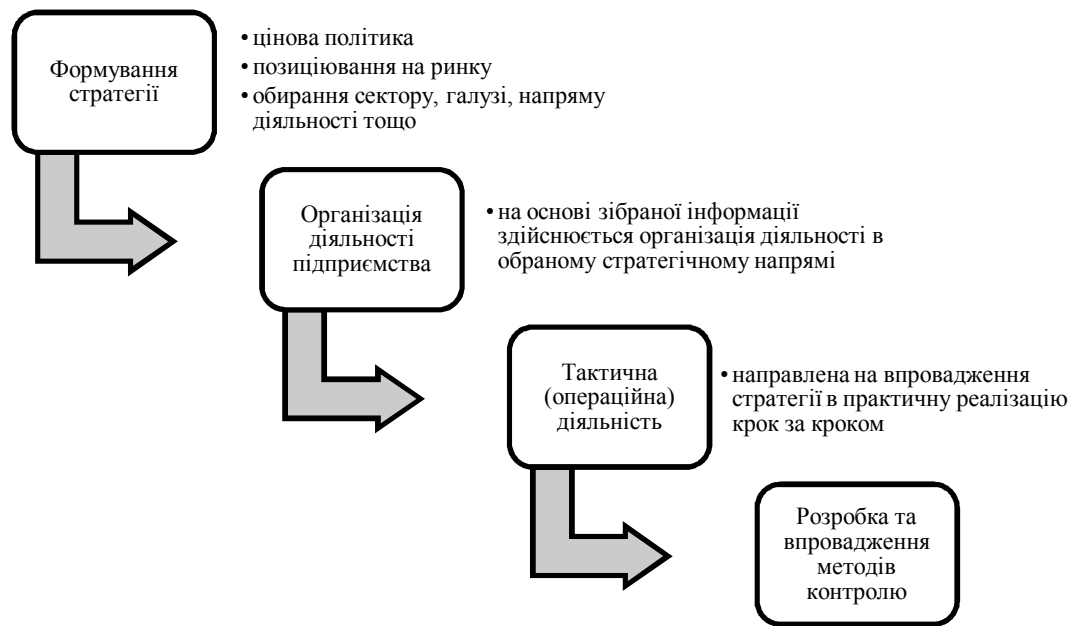 Формування
стратегії
• цінова політика
• позиціювання на ринку
• обирання сектору, галузі, напряму
діяльності тощо
Організація
діяльності
підприємства
• на основі зібраної інформації
здійснюється організація діяльності в
обраному стратегічному напрямі
Тактична
(операційна)
діяльність
• направлена на впровадження
стратегії в практичну реалізацію
крок за кроком
Розробка та
впровадження
методів
контролю